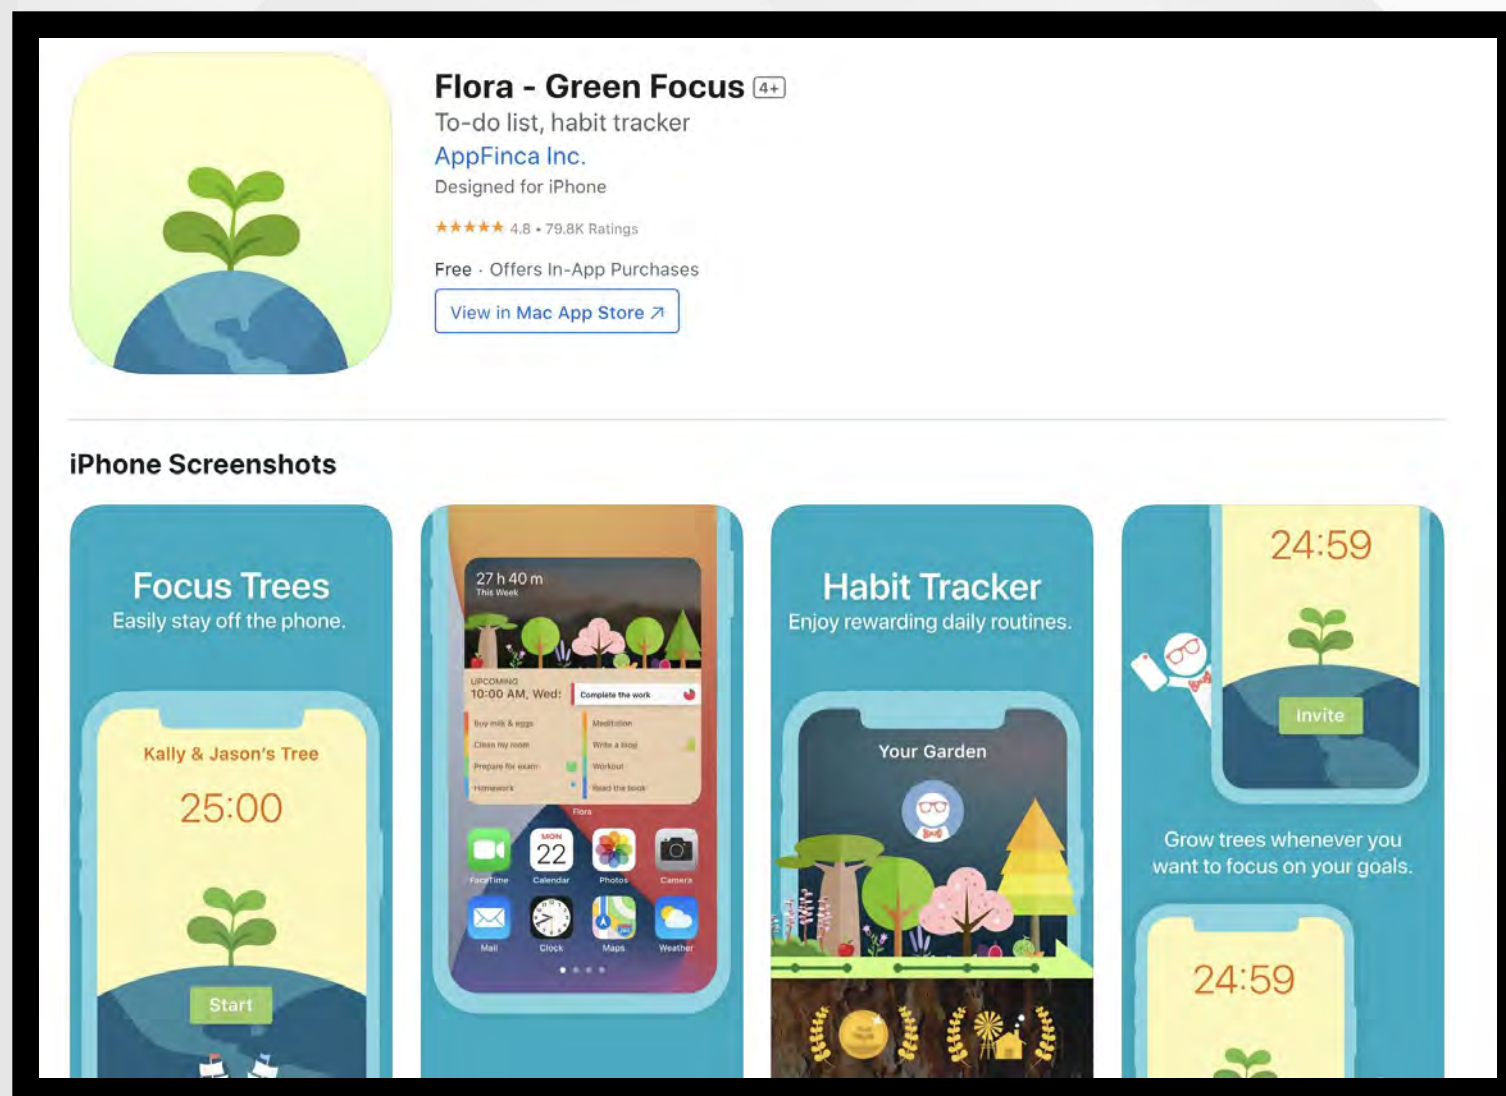 Flora - Green Focus 4+
To-do list, habit tracker
AppFinca Inc.
Designed for iPhone
★★★★★ 4.8 • 79.8K Ratings
Free · Offers In-App Purchases
View in Mac App Store ↗
iPhone Screenshots
Focus Trees
Easily stay off the phone.
Kally & Jason's Tree
25:00
Start
27 h 40 m
This Week
UPCOMING
10:00 AM, Wed:
Complete the work
Buy milk & eggs
Meditation
Clean my room
Write a blog
Prepare for exam
Workout
Homework
Read the book
Flora
MON
22
FaceTime
Calendar
Photos
Camera
Mail
Clock
Maps
Weather
Habit Tracker
Enjoy rewarding daily routines.
Your Garden
24:59
Invite
Grow trees whenever you
want to focus on your goals.
24:59